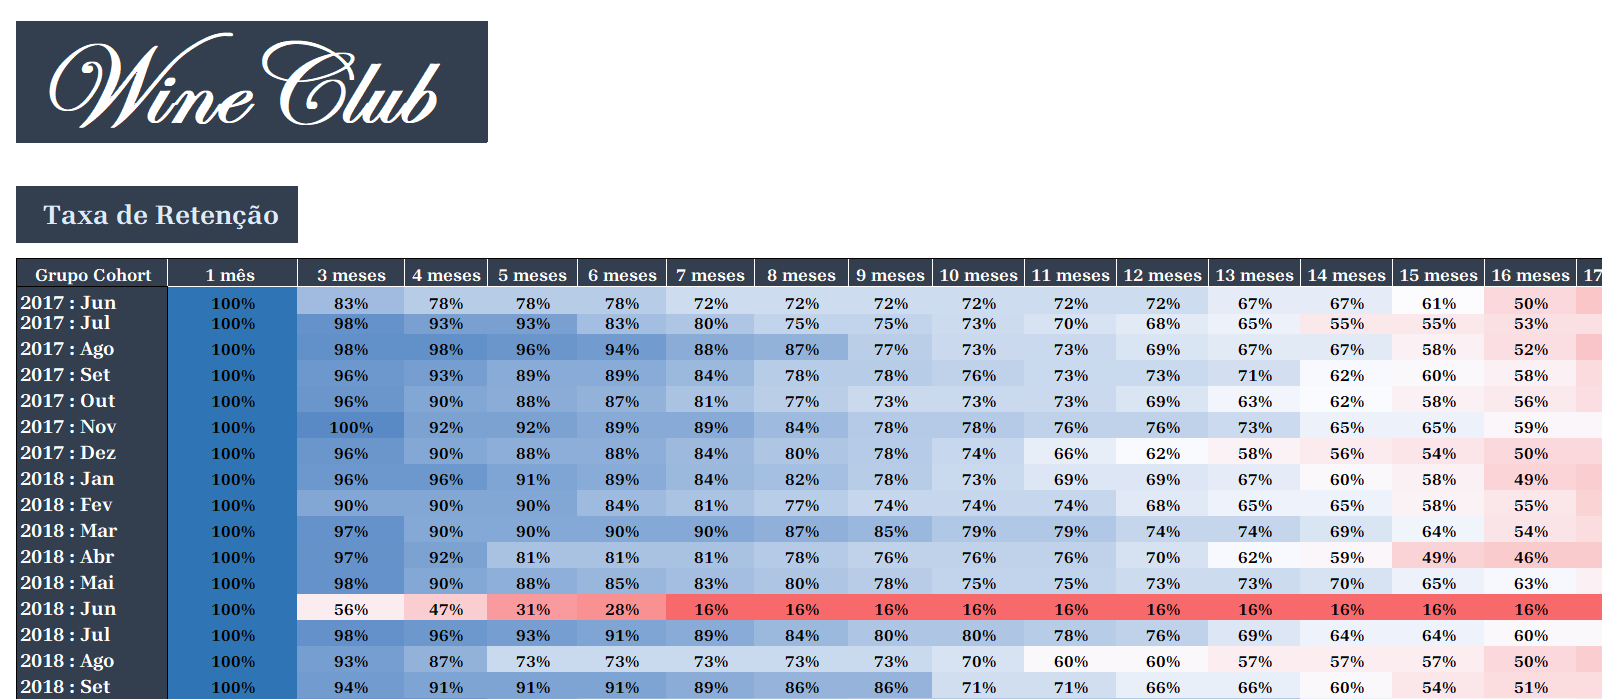 Wine Club
Taxa de Retenção
Grupo Cohort 1 mês 3 meses 4 meses 5 meses 6 meses 7 meses 8 meses 9 meses 10 meses 11 meses 12 meses 13 meses 14 meses 15 meses 16 meses 17
2017 : Jun 100% 83% 78% 78% 78% 72% 72% 72% 72% 72% 72% 67% 67% 61% 50%
2017 : Jul 100% 98% 93% 93% 83% 80% 75% 75% 73% 70% 68% 65% 55% 55% 53%
2017 : Ago 100% 98% 98% 96% 94% 88% 87% 77% 73% 73% 69% 67% 67% 58% 52%
2017 : Set 100% 96% 93% 89% 89% 84% 78% 78% 76% 73% 73% 71% 62% 60% 58%
2017 : Out 100% 96% 90% 88% 87% 81% 77% 73% 73% 73% 69% 63% 62% 58% 56%
2017 : Nov 100% 100% 92% 92% 89% 89% 84% 78% 78% 76% 76% 73% 65% 65% 59%
2017 : Dez 100% 96% 90% 88% 88% 84% 80% 78% 74% 66% 62% 58% 56% 54% 50%
2018 : Jan 100% 96% 96% 91% 89% 84% 82% 78% 73% 69% 69% 67% 60% 58% 49%
2018 : Fev 100% 90% 90% 90% 84% 81% 77% 74% 74% 74% 68% 65% 65% 58% 55%
2018 : Mar 100% 97% 90% 90% 90% 90% 87% 85% 79% 79% 74% 74% 69% 64% 54%
2018 : Abr 100% 97% 92% 81% 81% 81% 78% 76% 76% 76% 70% 62% 59% 49% 46%
2018 : Mai 100% 98% 90% 88% 85% 83% 80% 78% 75% 75% 73% 73% 70% 65% 63%
2018 : Jun 100% 56% 47% 31% 28% 16% 16% 16% 16% 16% 16% 16% 16% 16% 16%
2018 : Jul 100% 98% 96% 93% 91% 89% 84% 80% 80% 78% 76% 69% 64% 64% 60%
2018 : Ago 100% 93% 87% 73% 73% 73% 73% 73% 70% 60% 60% 57% 57% 57% 50%
2018 : Set 100% 94% 91% 91% 91% 89% 86% 86% 71% 71% 66% 66% 60% 54% 51%